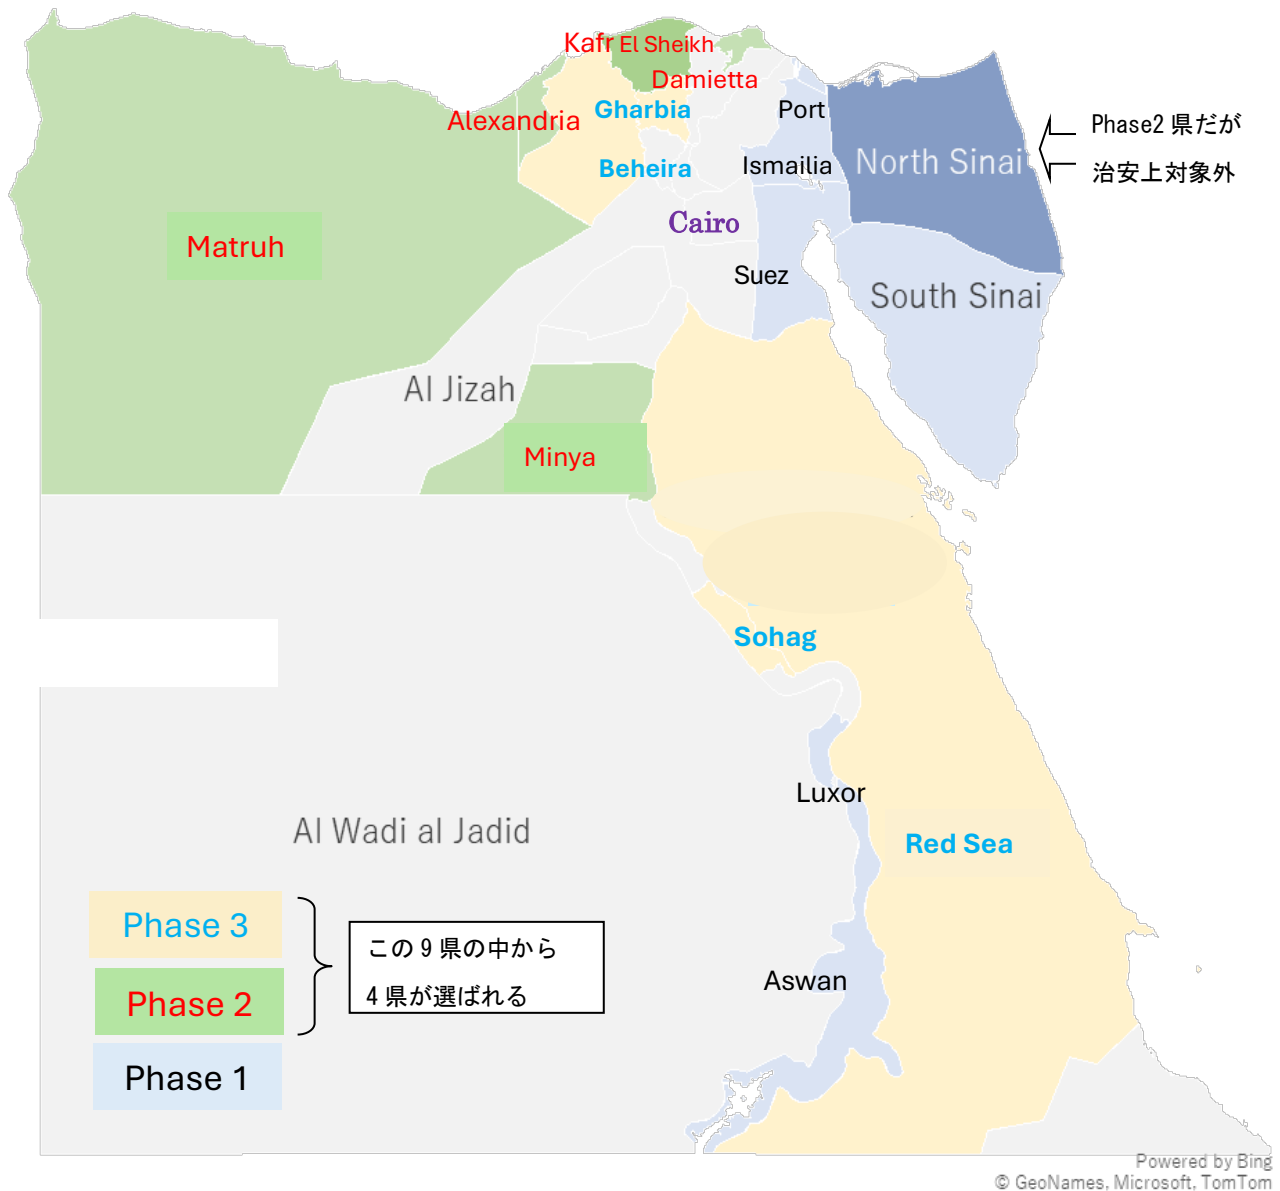 Kafr El Sheikh
Damietta
Gharbia
Alexandria
Port
Phase2 県だが
治安上対象外
North Sinai
Ismailia
Beheira
Cairo
Matruh
Suez
South Sinai
Al Jizah
Minya
Sohag
Luxor
Al Wadi al Jadid
Red Sea
Phase 3
この 9 県の中から
4 県が選ばれる
Phase 2
Aswan
Phase 1
Powered by Bing
© GeoNames, Microsoft, TomTom